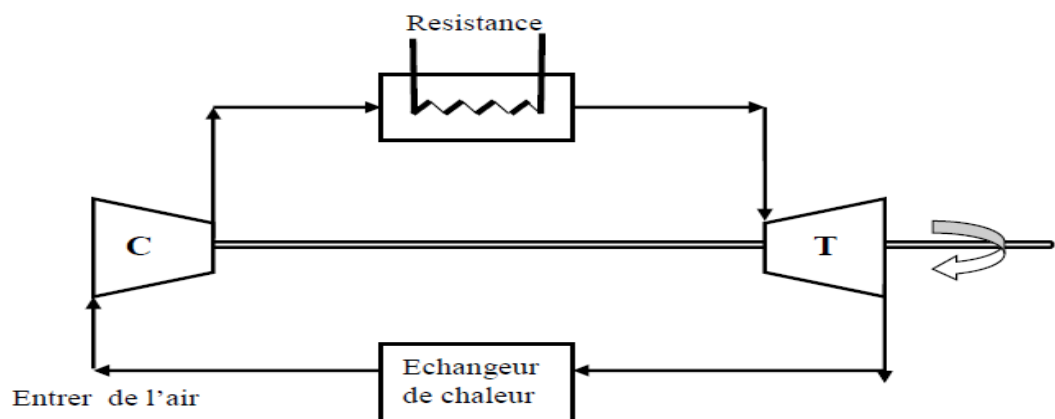 Resistance
C
T
Echangeur
de chaleur
Entrer de l'air